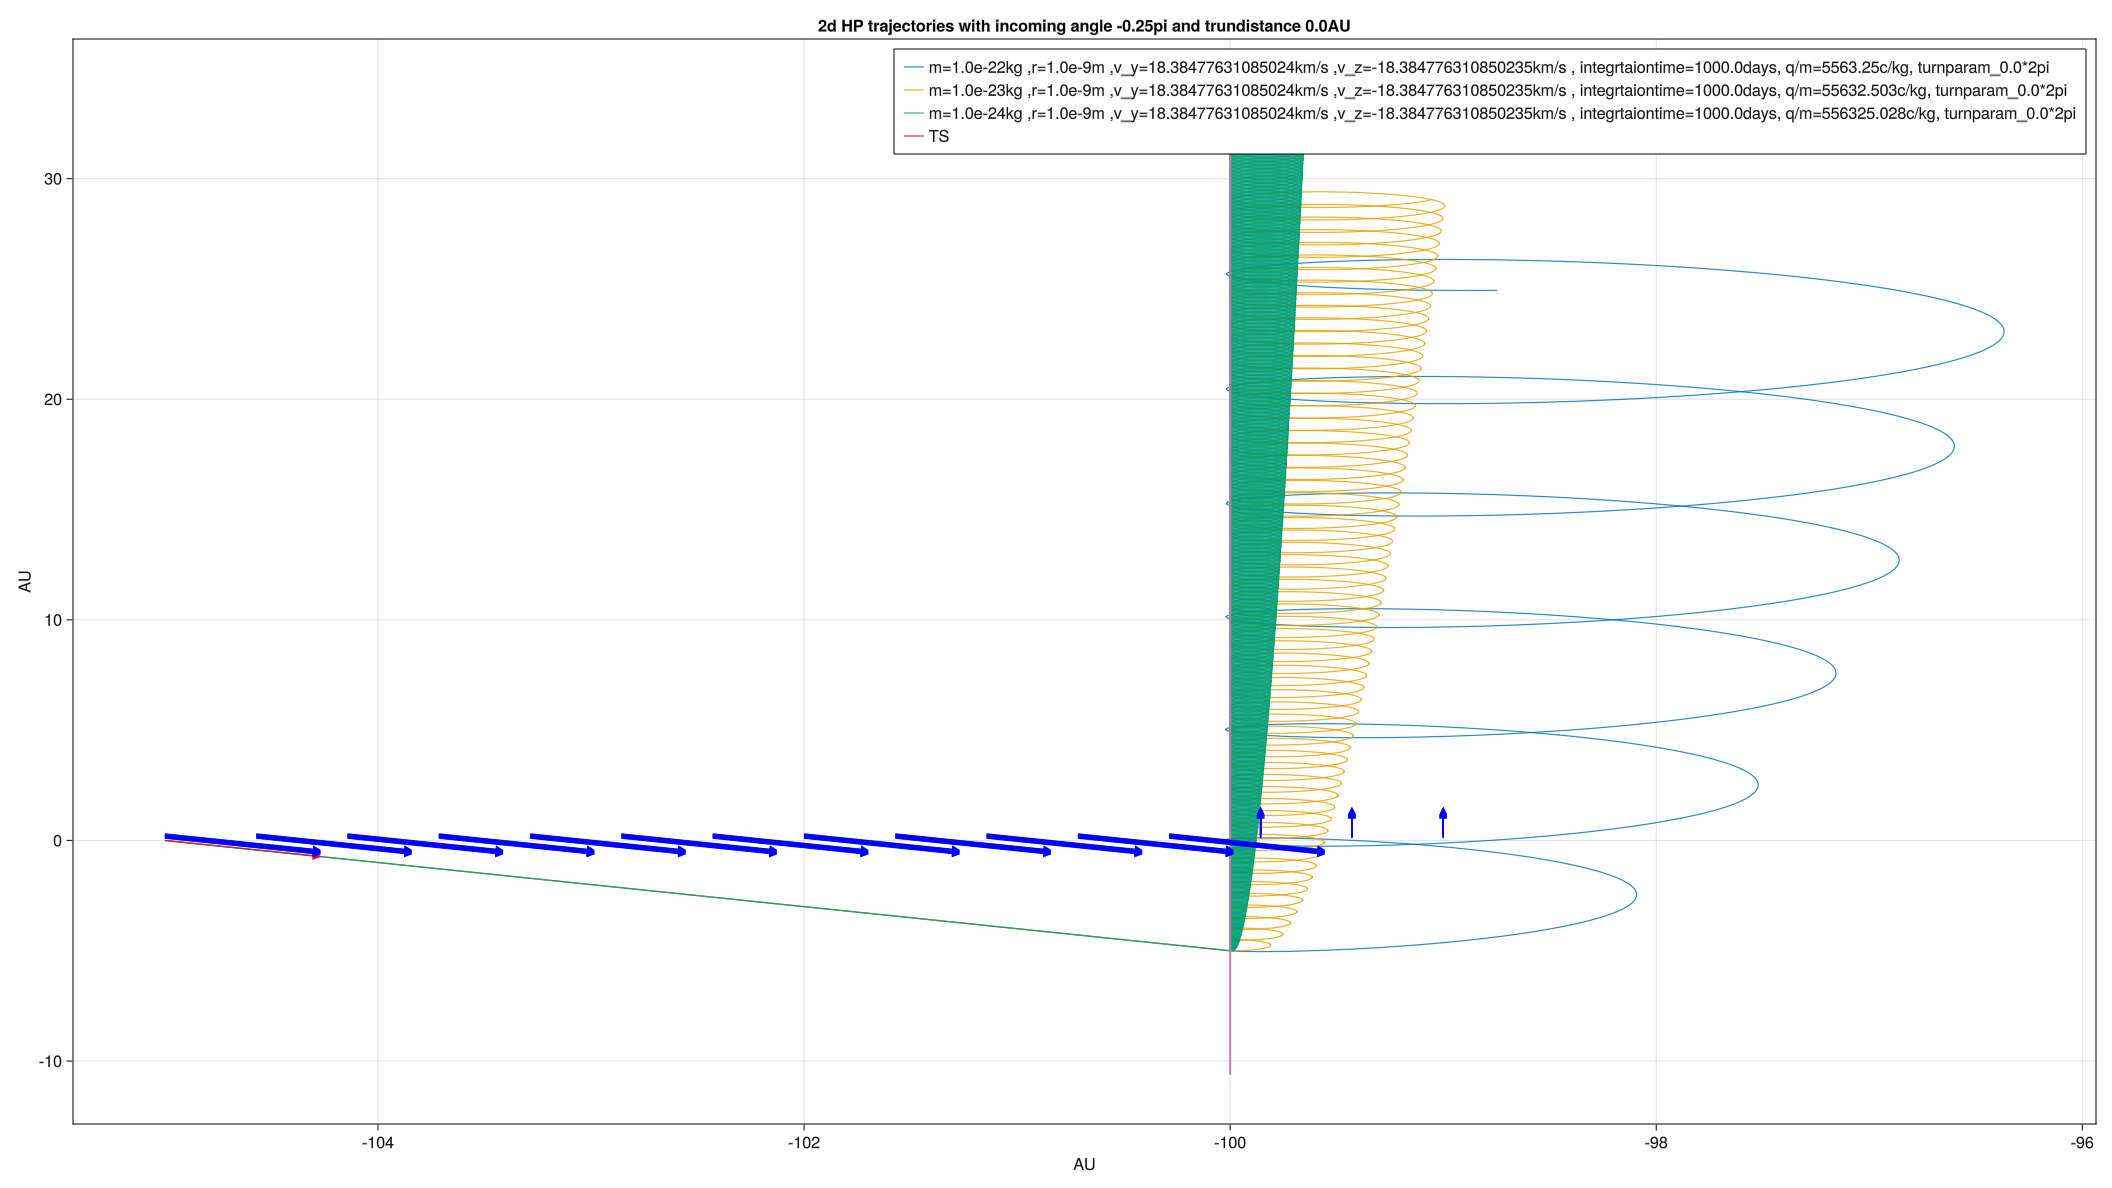 2d HP trajectories with incoming angle -0.25pi and trundistance 0.0AU
m=1.0e-22kg ,r=1.0e-9m ,v_y=18.38477631085024km/s ,v_z=-18.384776310850235km/s , integrtaiontime=1000.0days, q/m=5563.25c/kg, turnparam_0.0*2pi
m=1.0e-23kg ,r=1.0e-9m ,v_y=18.38477631085024km/s ,v_z=-18.384776310850235km/s , integrtaiontime=1000.0days, q/m=55632.503c/kg, turnparam_0.0*2pi
m=1.0e-24kg ,r=1.0e-9m ,v_y=18.38477631085024km/s ,v_z=-18.384776310850235km/s , integrtaiontime=1000.0days, q/m=556325.028c/kg, turnparam_0.0*2pi
TS
30
20
10
0
-10
AU
-104
-102
-100
-98
-96
AU